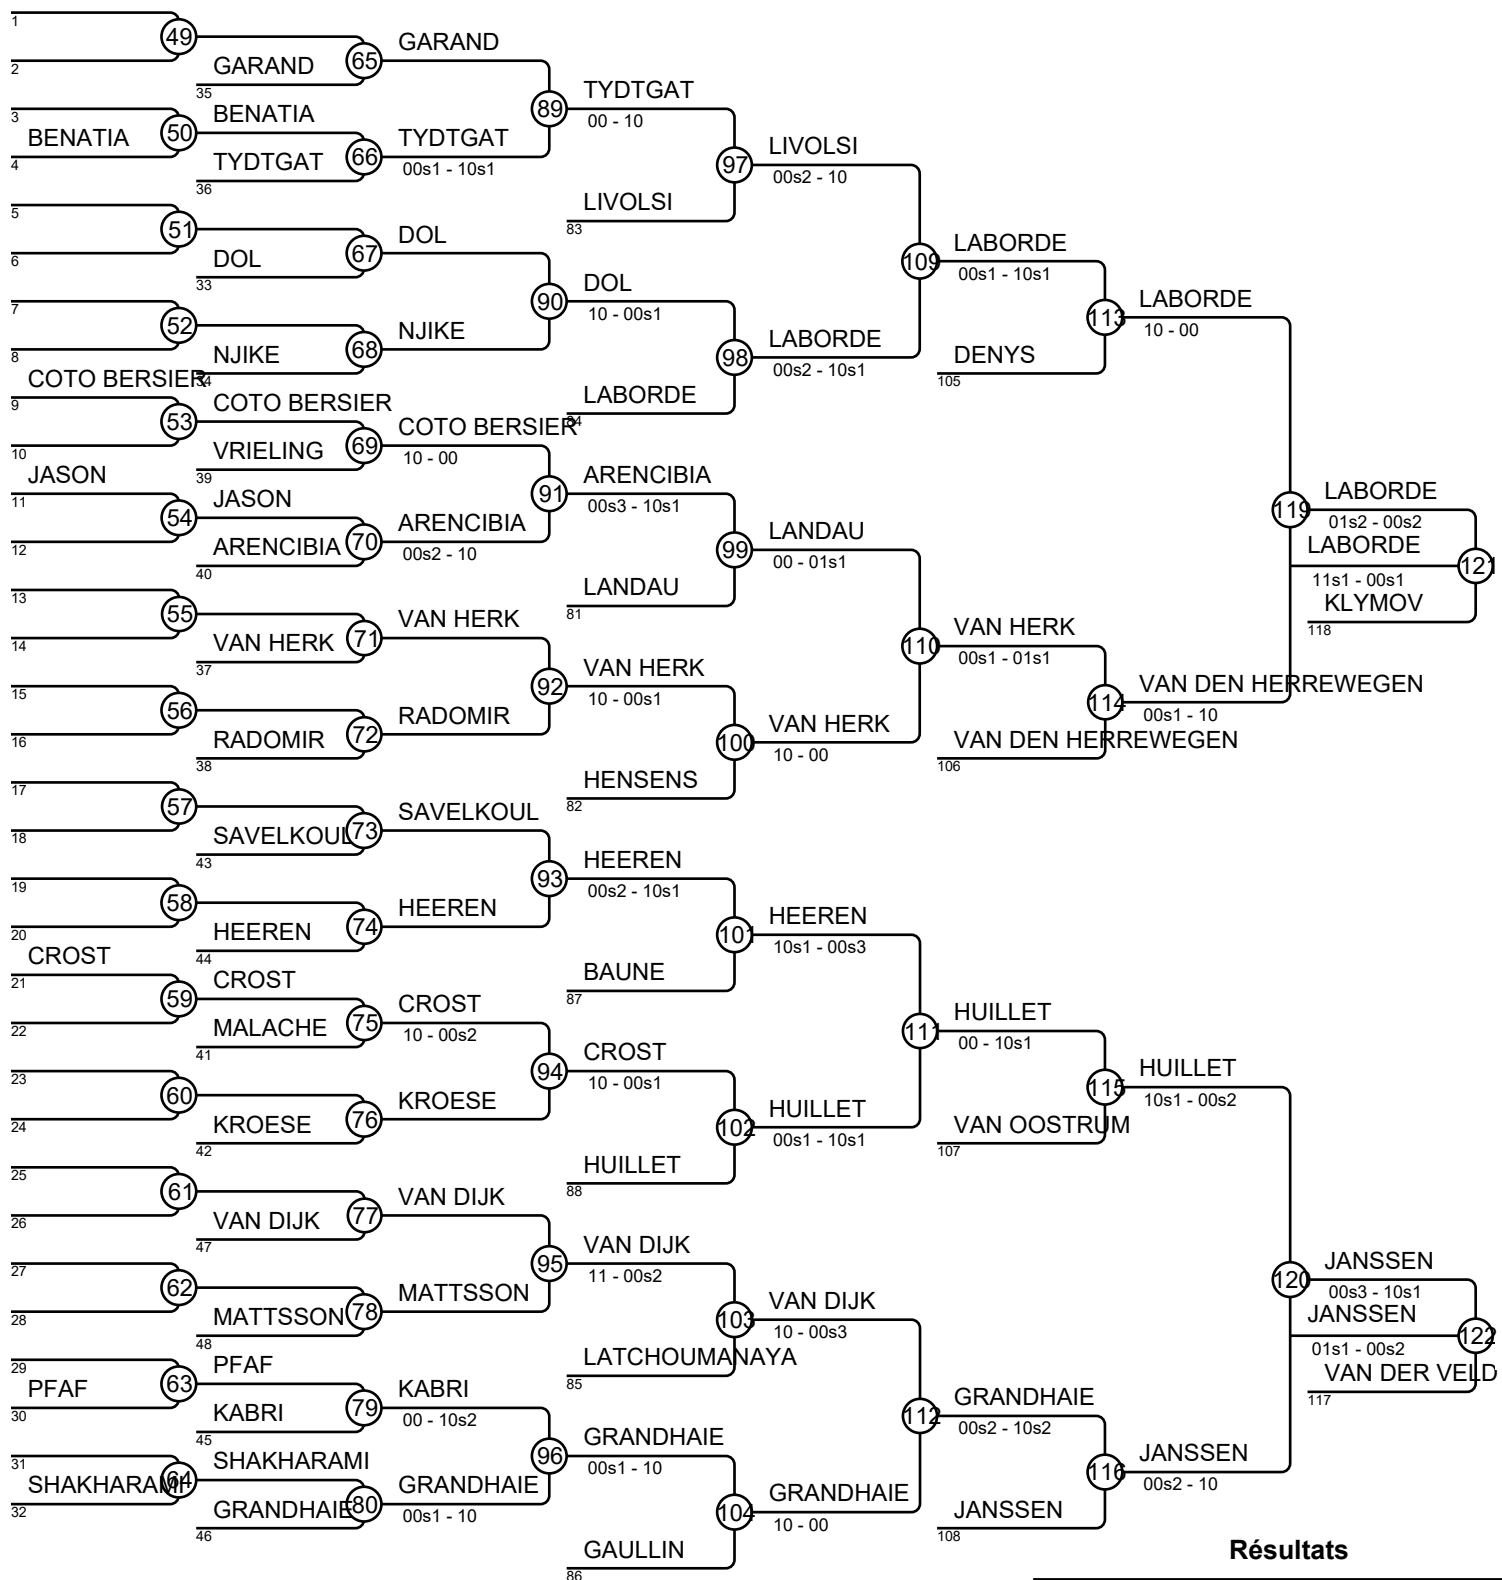 1
49
GARAND
2
GARAND
65
35
TYDTGAT
3
BENATIA
89
00 - 10
BENATIA
50
TYDTGAT
LIVOLSI
4
TYDTGAT
66
00s1 - 10s1
97
00s2 - 10
36
LIVOLSI
5
83
51
DOL
LABORDE
6
DOL
67
109
00s1 - 10s1
33
DOL
LABORDE
7
90
10 - 00s1
113
10 - 00
52
NJIKE
LABORDE
8
NJIKE
68
98
00s2 - 10s1
DENYS
COTO BERSIER
34
105
9
COTO BERSIER
LABORDE
53
COTO BERSIER
84
10
VRIELING
69
10 - 00
JASON
39
ARENCIBIA
11
JASON
91
00s3 - 10s1
LABORDE
54
ARENCIBIA
LANDAU
119
01s2 - 00s2
12
ARENCIBIA
70
00s2 - 10
99
00 - 01s1
LABORDE
40
LANDAU
121
13
81
11s1 - 00s1
KLYMOV
55
VAN HERK
VAN HERK
118
14
VAN HERK
71
110
00s1 - 01s1
37
VAN HERK
VAN DEN HERREWEGEN
15
92
10 - 00s1
114
00s1 - 10
56
RADOMIR
VAN HERK
16
RADOMIR
72
100
10 - 00
VAN DEN HERREWEGEN
38
HENSENS
106
17
82
57
SAVELKOUL
18
SAVELKOUL
73
43
HEEREN
19
93
00s2 - 10s1
58
HEEREN
HEEREN
20
HEEREN
74
101
10s1 - 00s3
CROST
44
BAUNE
21
CROST
87
59
CROST
HUILLET
22
MALACHE
75
10 - 00s2
111
00 - 10s1
41
CROST
HUILLET
23
94
10 - 00s1
115
10s1 - 00s2
60
KROESE
HUILLET
24
KROESE
76
102
00s1 - 10s1
VAN OOSTRUM
42
107
25
HUILLET
61
VAN DIJK
88
26
VAN DIJK
77
47
VAN DIJK
27
95
11 - 00s2
JANSSEN
62
MATTSSON
VAN DIJK
120
00s3 - 10s1
28
MATTSSON
78
103
10 - 00s3
JANSSEN
48
122
29
PFAF
LATCHOUMANAYA
01s1 - 00s2
PFAF
63
KABRI
85
VAN DER VELD
30
KABRI
79
00 - 10s2
GRANDHAIE
117
45
112
00s2 - 10s2
31
SHAKHARAMI
GRANDHAIE
JANSSEN
SHAKHARAMI
64
GRANDHAIE
96
00s1 - 10
116
00s2 - 10
32
GRANDHAIE
80
00s1 - 10
GRANDHAIE
46
104
10 - 00
JANSSEN
108
GAULLIN
86
Résultats